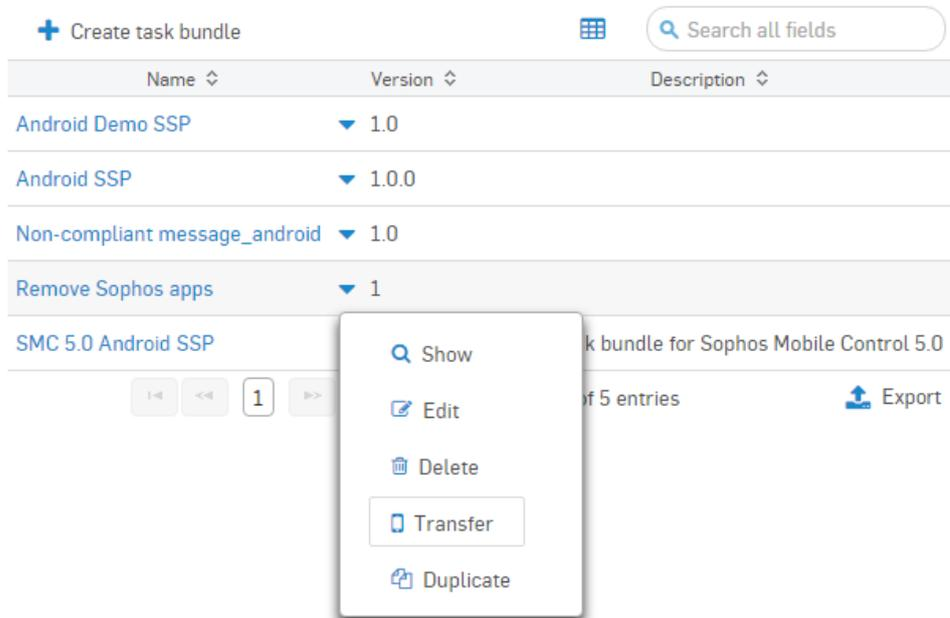 Create task bundle
Search all fields
Name Version Description
Android Demo SSP 1.0
Android SSP 1.0.0
Non-compliant message_android 1.0
Remove Sophos apps 1
SMC 5.0 Android SSP k bundle for Sophos Mobile Control 5.0
1 of 5 entries Export
Show
Edit
Delete
Transfer
Duplicate